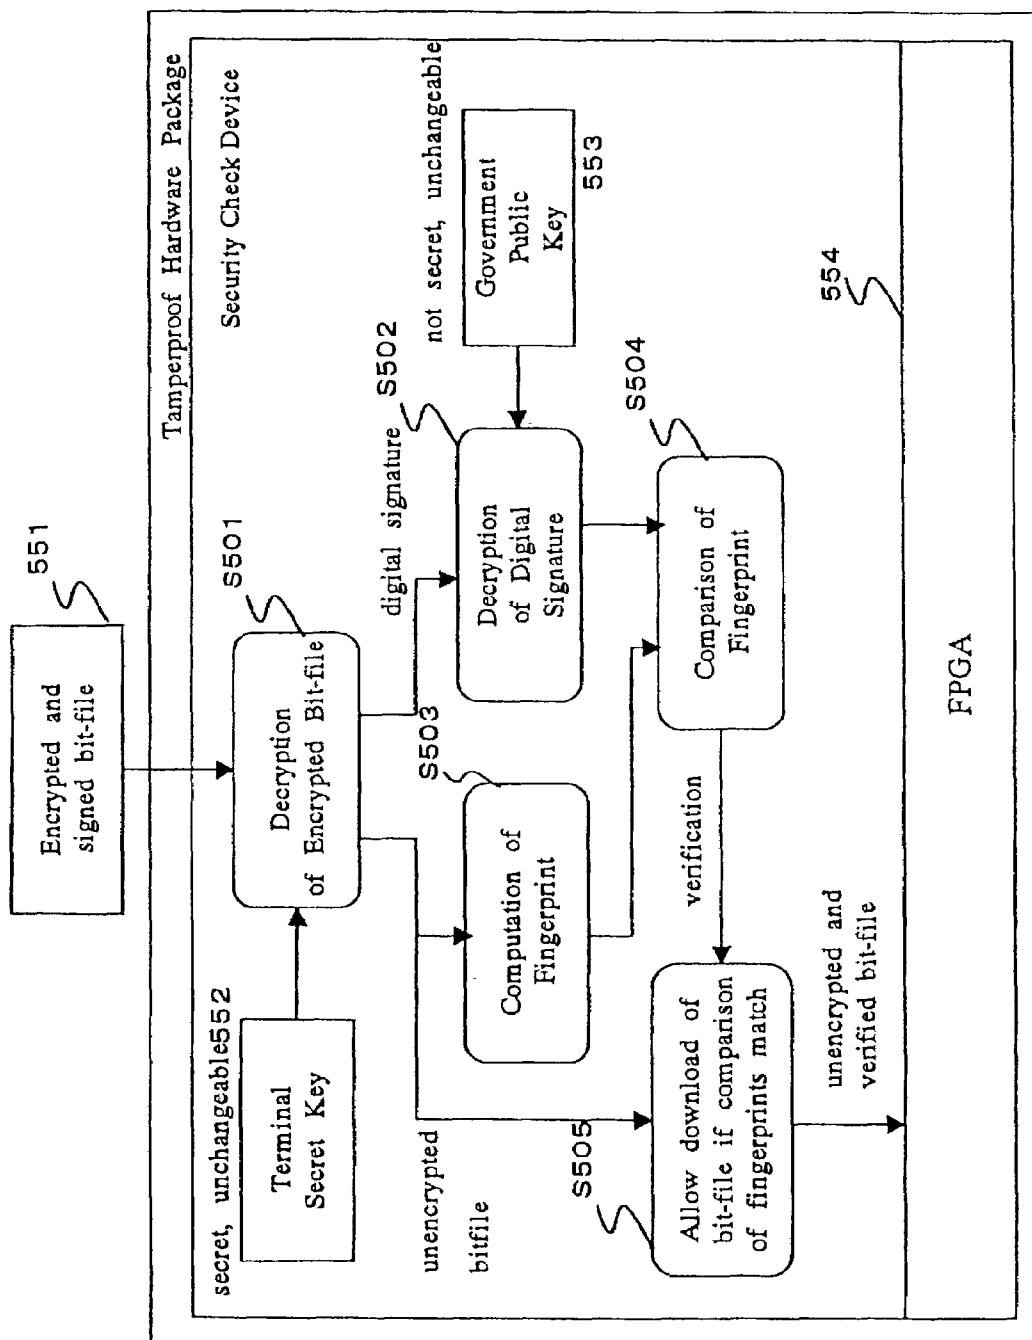 551
Encrypted and
signed bit-file
Tamperproof Hardware Package
Security Check Device
secret, unchangeable552
Terminal
Secret Key
S501
Decryption
of Encrypted Bit-file
digital signature
S502
not secret, unchangeable
Decryption
of Digital
Signature
Government
Public
Key
553
unencrypted
bitfile
S503
Computation of
Fingerprint
S504
Comparison of
Fingerprint
verification
S505
Allow download of
bit-file if comparison
of fingerprints match
unencrypted and
verified bit-file
554
FPGA